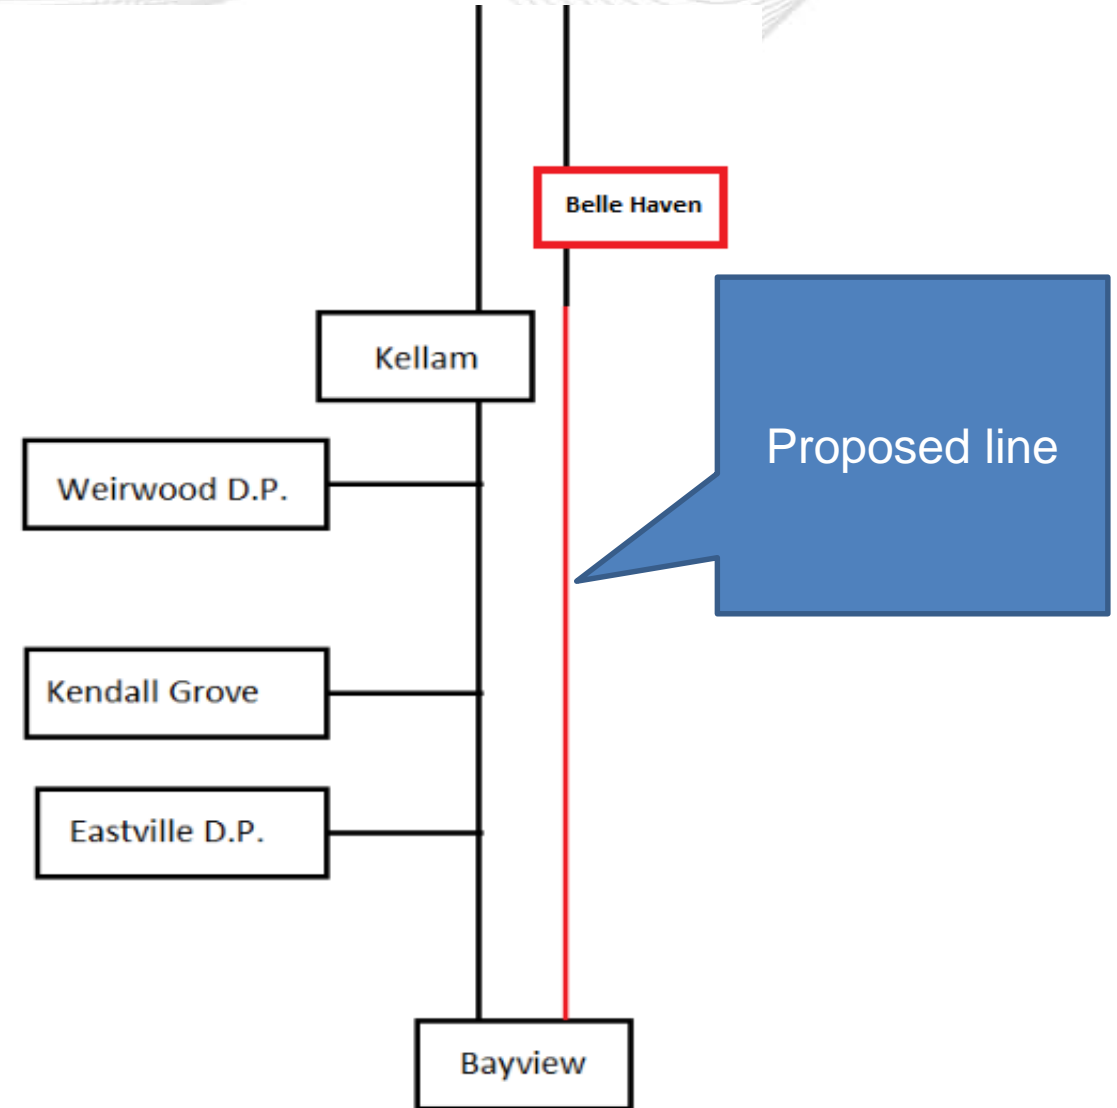 Belle Haven
Kellam
Proposed line
Weirwood D.P.
Kendall Grove
Eastville D.P.
Bayview